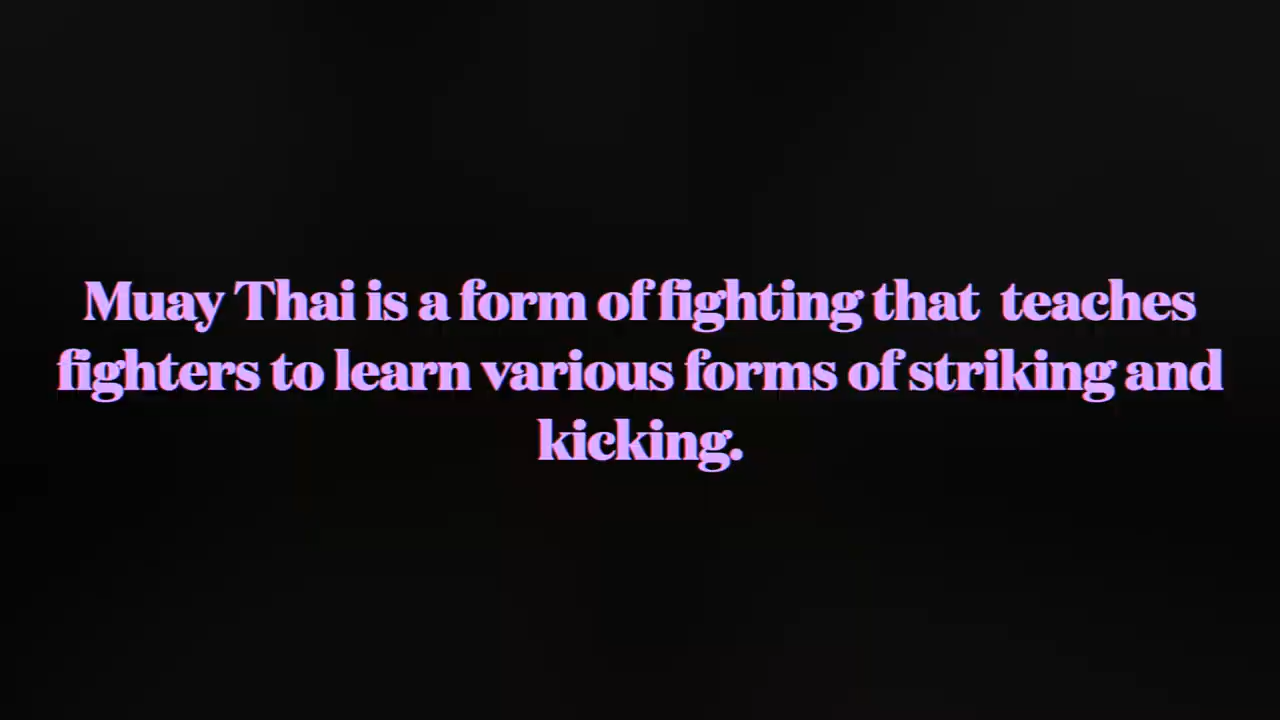 Muay Thai is a form of fighting that  teaches
fighters to learn various forms of striking and
kicking.